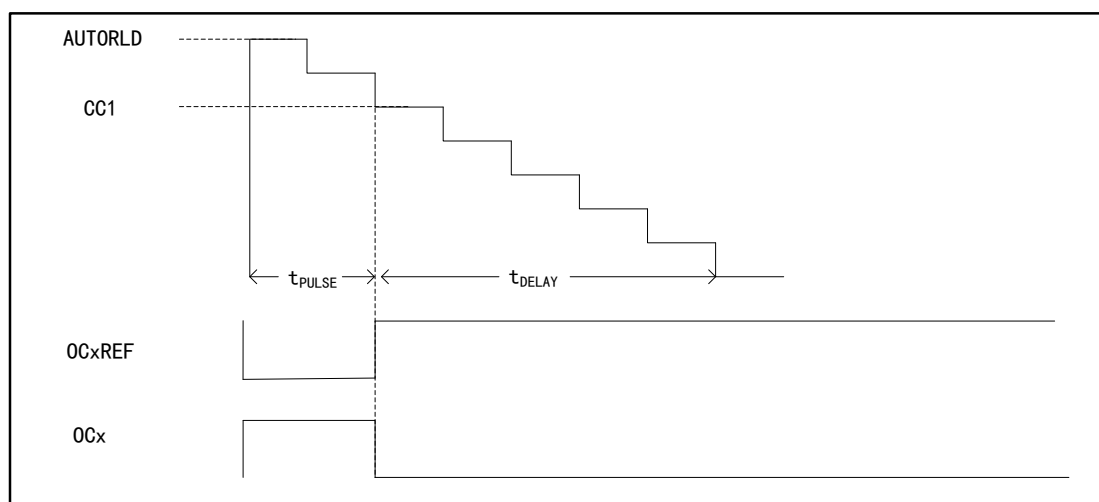 AUTORLD
CC1
tPULSE
tDELAY
OCxREF
OCx